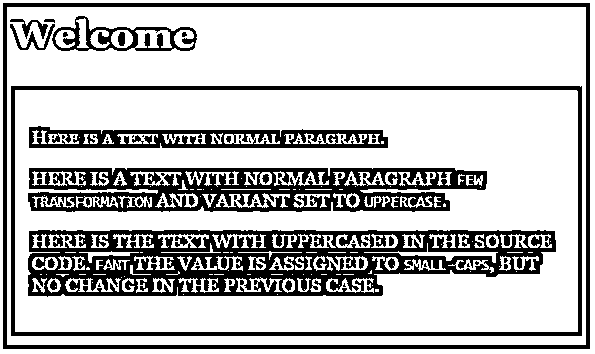 Welcome
Here is a text with normal paragraph.
HERE IS A TEXT WITH NORMAL PARAGRAPH FEW
TRANSFORMATION AND VARIANT SET TO UPPERCASE.
HERE IS THE TEXT WITH UPPERCASED IN THE SOURCE
CODE. FANT THE VALUE IS ASSIGNED TO SMALL-CAPS, BUT
NO CHANGE IN THE PREVIOUS CASE.